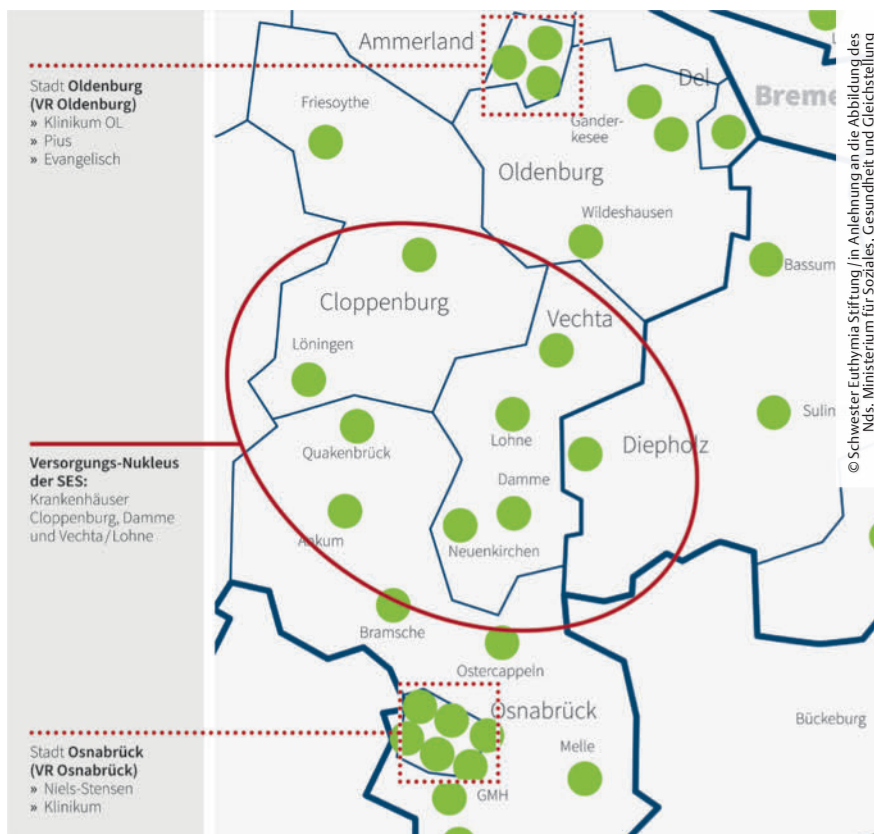 Stadt Oldenburg
(VR Oldenburg)
» Klinikum OL
» Pius
» Evangelisch
Versorgungs-Nukleus
der SES:
Krankenhäuser
Cloppenburg, Damme
und Vechta/Lohne
Stadt Osnabrück
(VR Osnabrück)
» Niels-Stensen
» Klinikum
Ammerland
Friesoythe
Del
Breme
Gander-
kesee
Oldenburg
Wildeshausen
Bassum
Cloppenburg
Vechta
Löningen
Lohne
Sulin
Quakenbrück
Diepholz
Damme
Ankum
Neuenkirchen
Bramsche
Ostercappeln
Osnabrück
Bückeburg
Melle
GMH
© Schwester Euthymia Stiftung / in Anlehnung an die Abbildung des
Nds. Ministerium für Soziales, Gesundheit und Gleichstellung